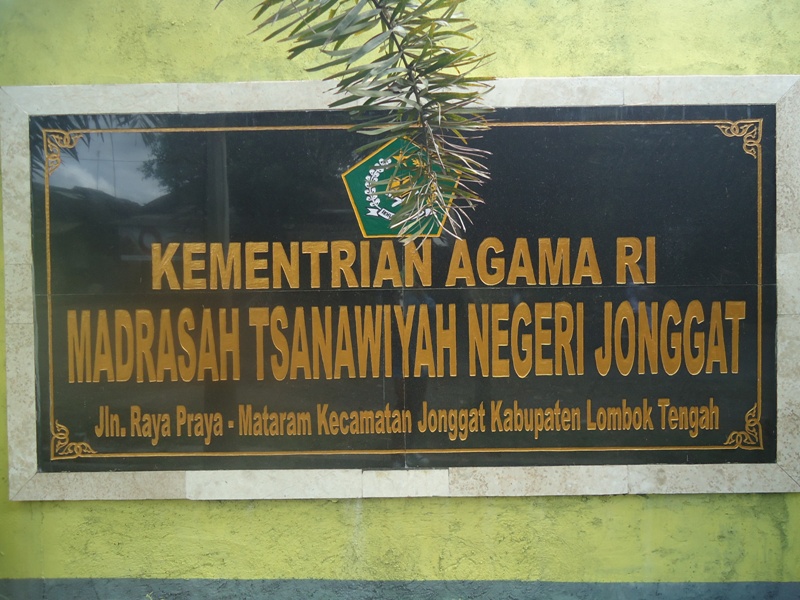 KEMENTRIAN AGAMA RI
MADRASAH TSANAWIYAH NEGERI JONGGAT
Jln. Raya Praya - Mataram Kecamatan Jonggat Kabupaten Lombok Tengah